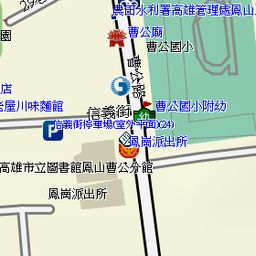 農田水利署高雄管理處鳳山
曹公廟
曹公國小
園
曹公路
老屋川味麵館
信義街
曹公國小附幼
信義街停車場(室外平面)(24)
鳳崗派出所
高雄市立圖書館鳳山曹公分館
鳳崗派出所